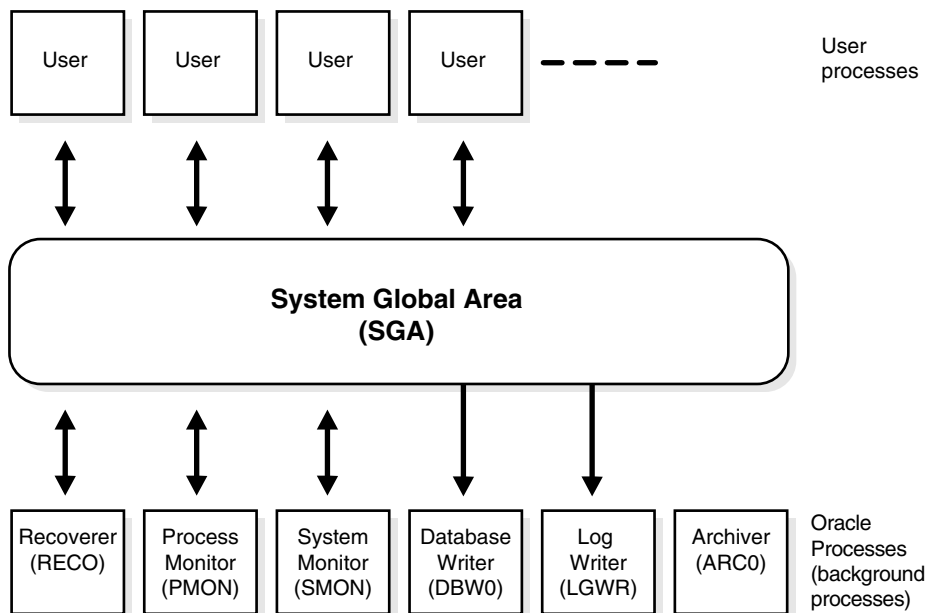 User
User
User
User
User
processes
System Global Area
(SGA)
Recoverer
(RECO)
Process
Monitor
(PMON)
System
Monitor
(SMON)
Database
Writer
(DBW0)
Log
Writer
(LGWR)
Archiver
(ARC0)
Oracle
Processes
(background
processes)